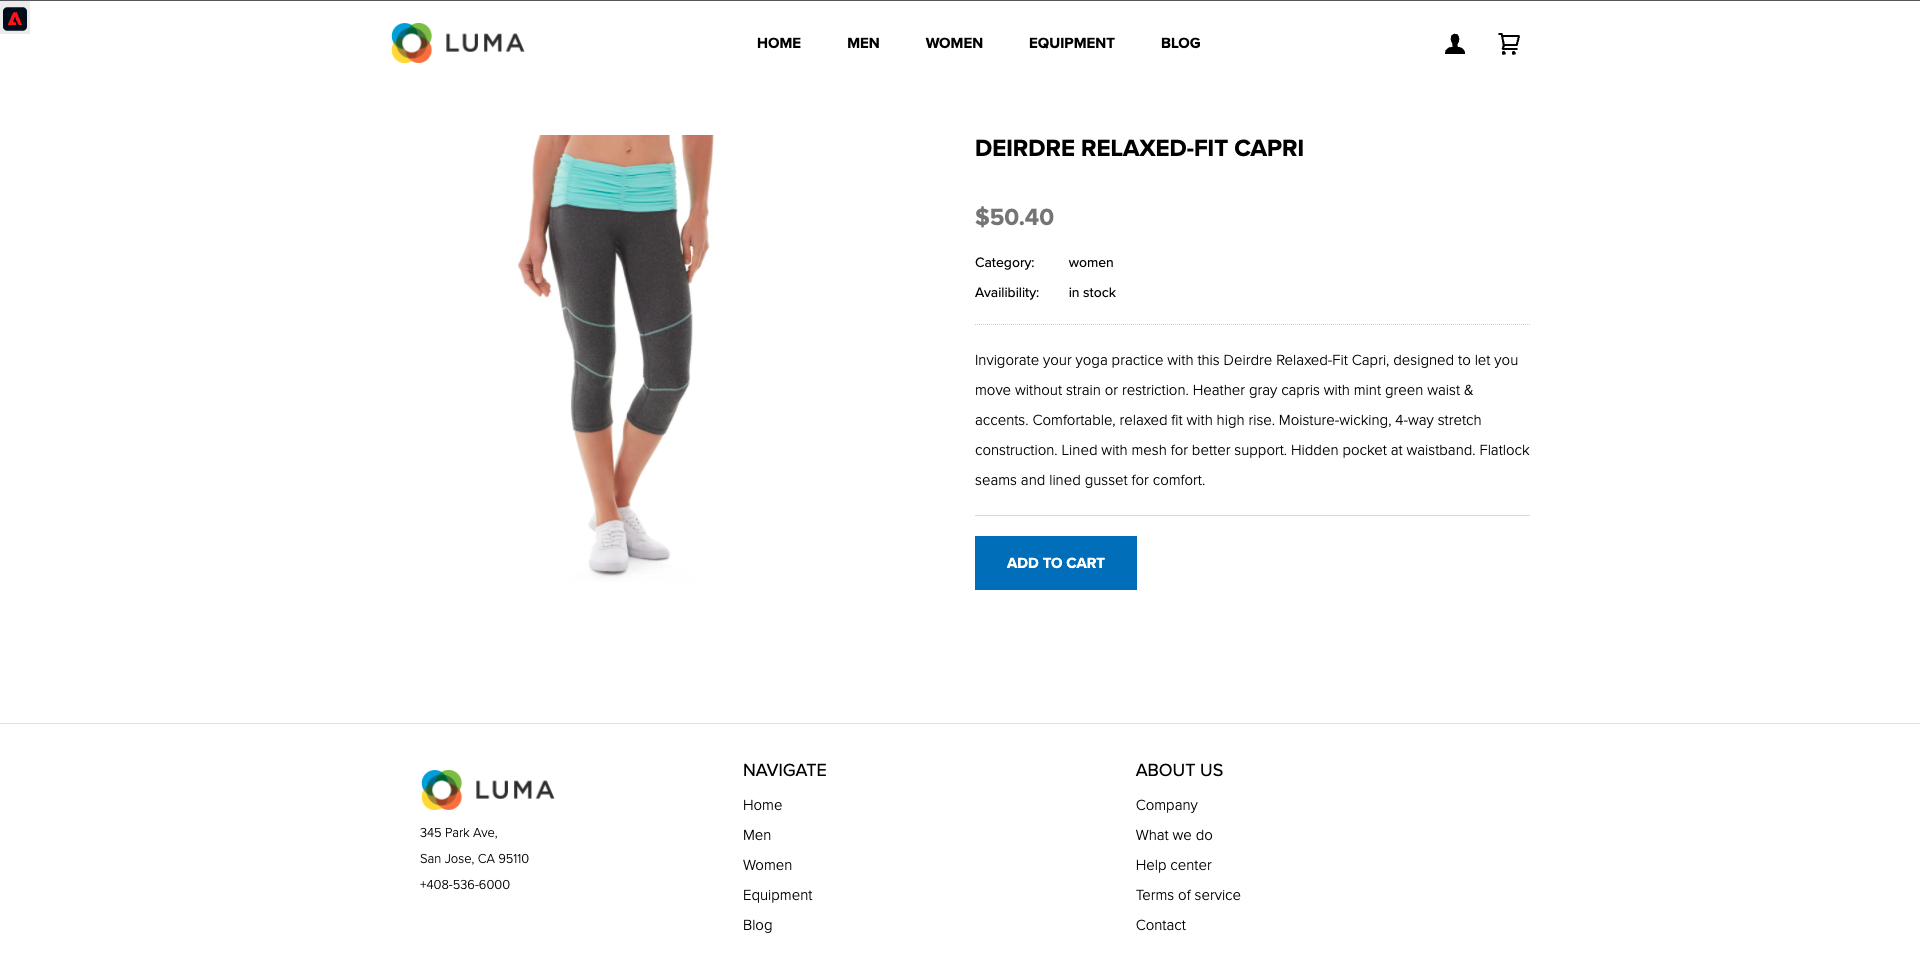 LUMA
HOME MEN WOMEN EQUIPMENT BLOG
DEIRDRE RELAXED-FIT CAPRI
$50.40
Category: women
Availibility: in stock
Invigorate your yoga practice with this Deirdre Relaxed-Fit Capri, designed to let you
move without strain or restriction. Heather gray capris with mint green waist &
accents. Comfortable, relaxed fit with high rise. Moisture-wicking, 4-way stretch
construction. Lined with mesh for better support. Hidden pocket at waistband. Flatlock
seams and lined gusset for comfort.
ADD TO CART
LUMA
345 Park Ave,
San Jose, CA 95110
+408-536-6000
NAVIGATE
Home
Men
Women
Equipment
Blog
ABOUT US
Company
What we do
Help center
Terms of service
Contact